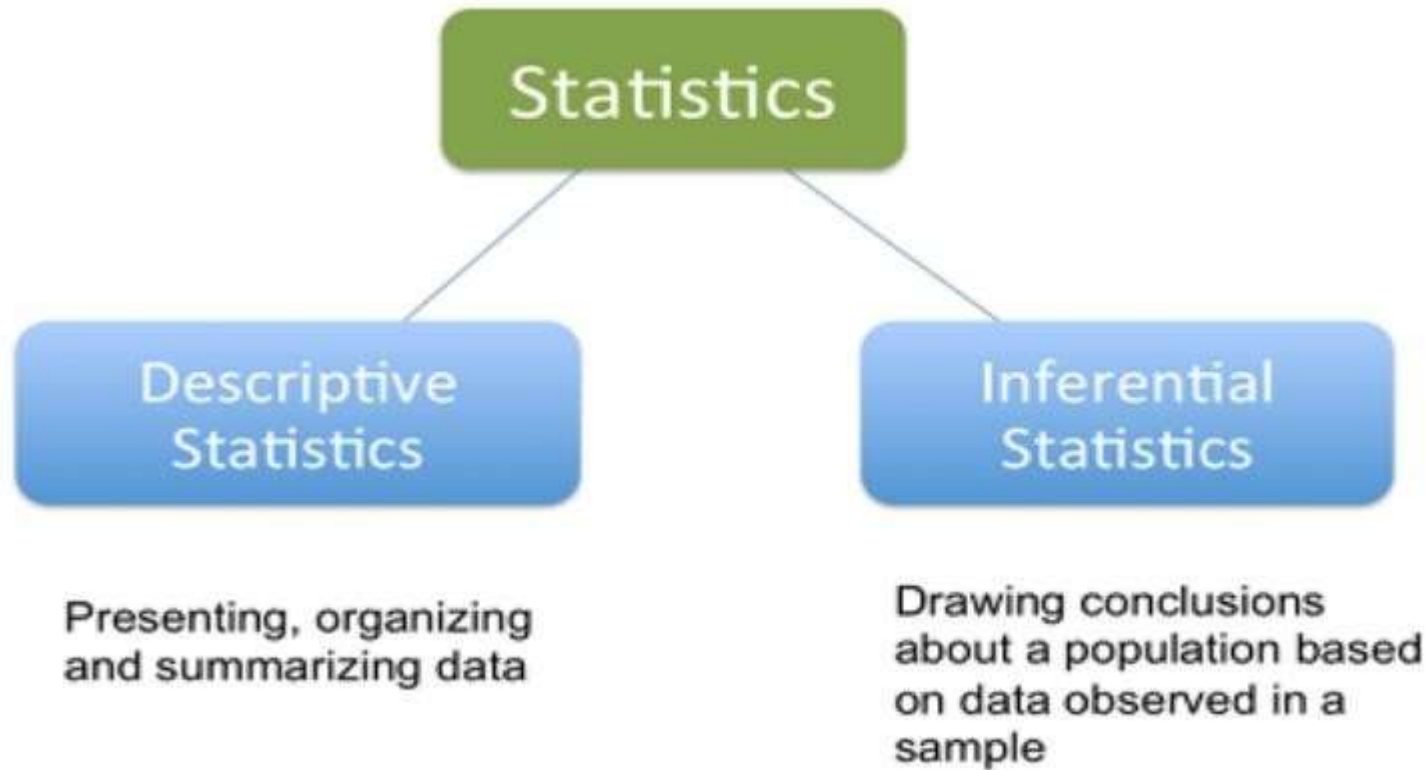 Statistics
Descriptive
Statistics
Inferential
Statistics
Presenting, organizing
and summarizing data
Drawing conclusions
about a population based
on data observed in a
sample